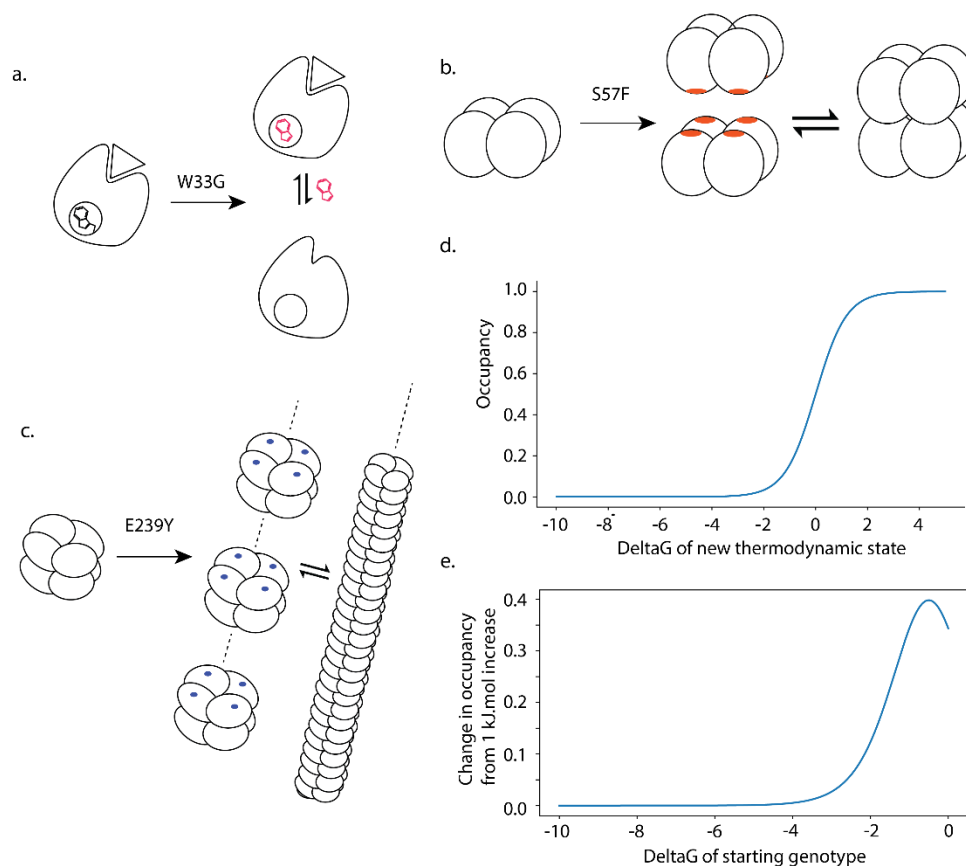 a.
W33G
b.
S57F
c.
E239Y
d.
Occupancy
1.0
0.8
0.6
0.4
0.2
0.0
-10 -8 -6 -4 -2 0 2 4
DeltaG of new thermodynamic state
e.
Change in occupancy
from 1 kJ.mol increase
0.4
0.3
0.2
0.1
0.0
-10 -8 -6 -4 -2 0
DeltaG of starting genotype